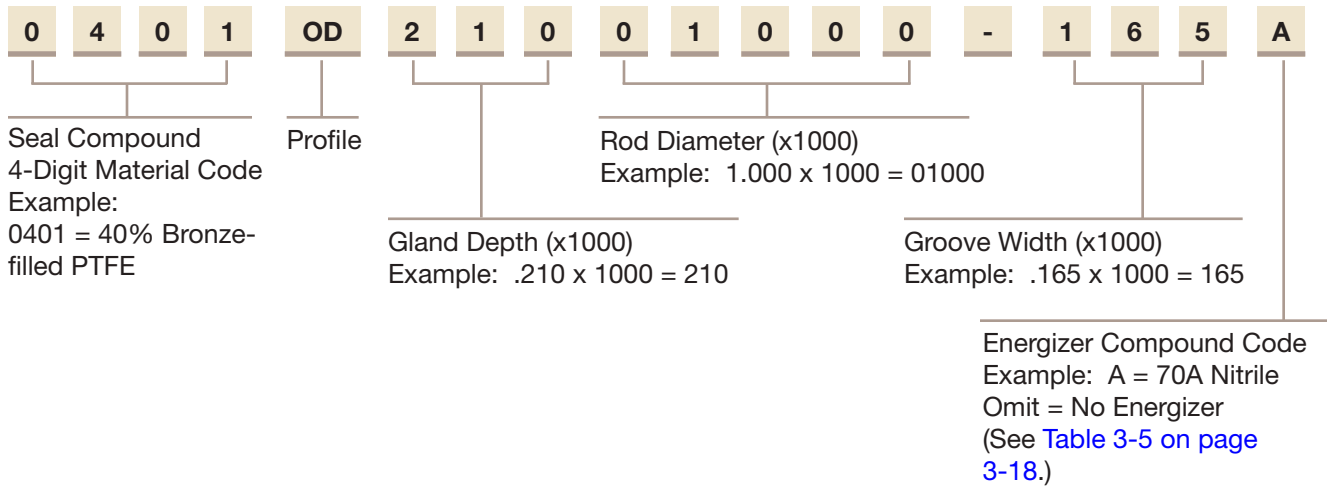 0 4 0 1 OD 2 1 0 0 1 0 0 0 - 1 6 5 A
Seal Compound
4-Digit Material Code
Example:
0401 = 40% Bronze-
filled PTFE
Profile
Gland Depth (x1000)
Example: .210 x 1000 = 210
Rod Diameter (x1000)
Example: 1.000 x 1000 = 01000
Groove Width (x1000)
Example: .165 x 1000 = 165
Energizer Compound Code
Example: A = 70A Nitrile
Omit = No Energizer
(See Table 3-5 on page
3-18.)